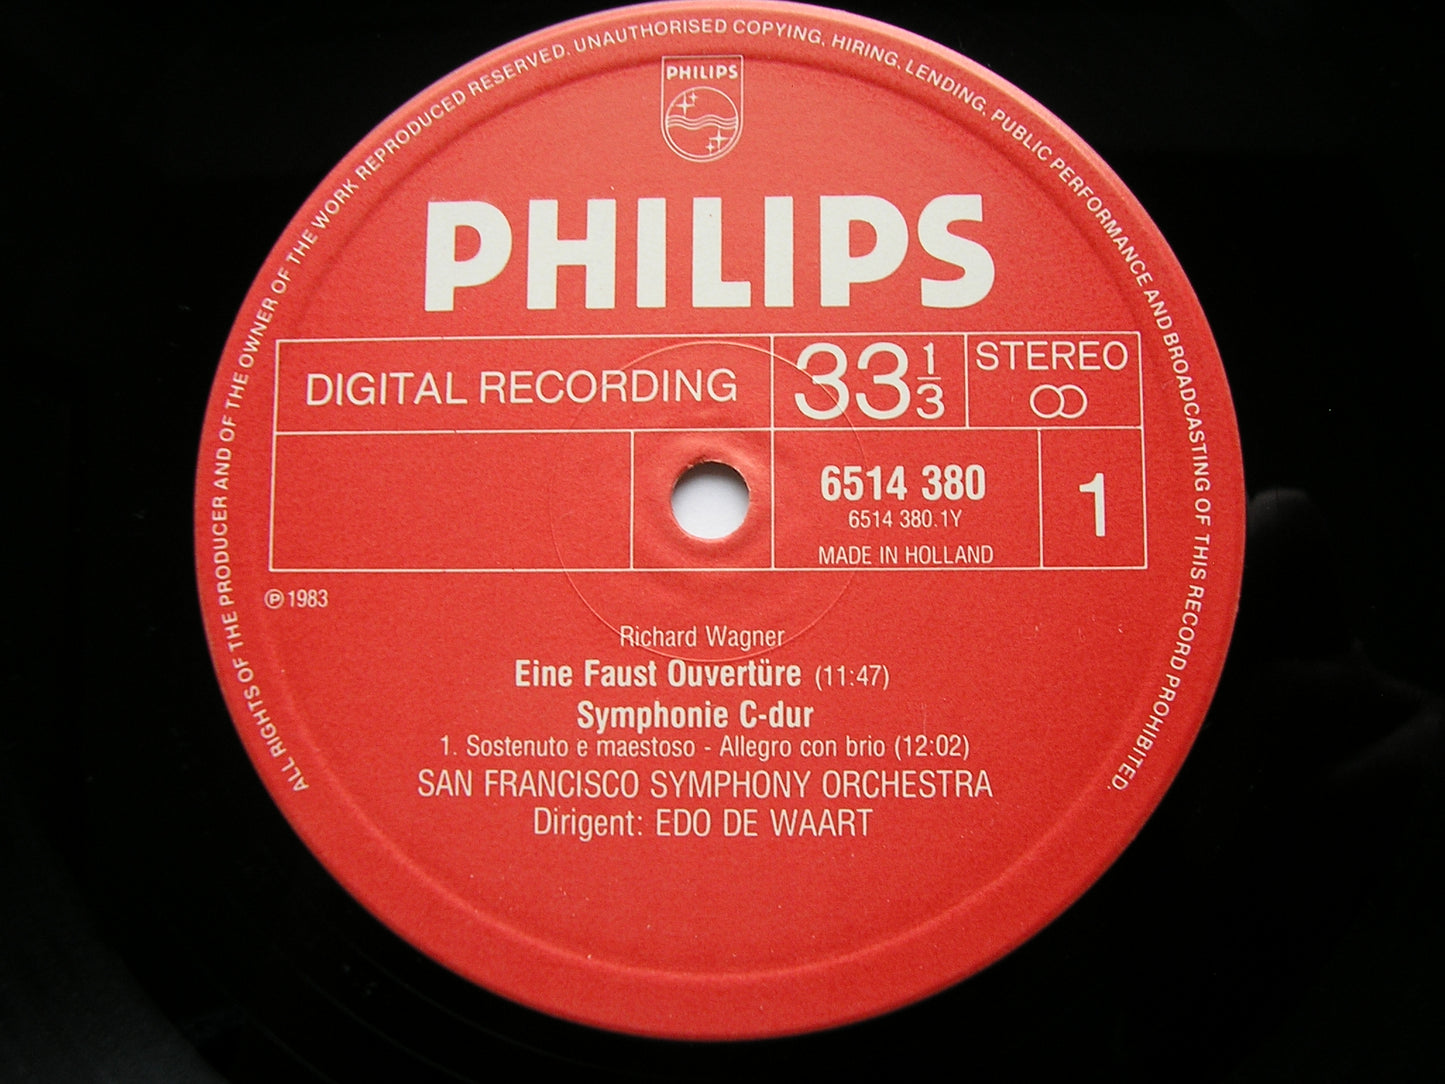 ALL RIGHTS OF THE PRODUCER AND OF THE OWNER OF THE WORK REPRODUCED RESERVED. UNAUTHORISED COPYING, HIRING, LENDING, PUBLIC PERFORMANCE AND BROADCASTING OF THIS RECORD PROHIBITED.
PHILIPS
PHILIPS
DIGITAL RECORDING
33 1/3
STEREO
6514 380
6514 380.1Y
MADE IN HOLLAND
1
Ⓟ 1983
Richard Wagner
Eine Faust Ouvertüre (11:47)
Symphonie C-dur
1. Sostenuto e maestoso - Allegro con brio (12:02)
SAN FRANCISCO SYMPHONY ORCHESTRA
Dirigent: EDO DE WAART